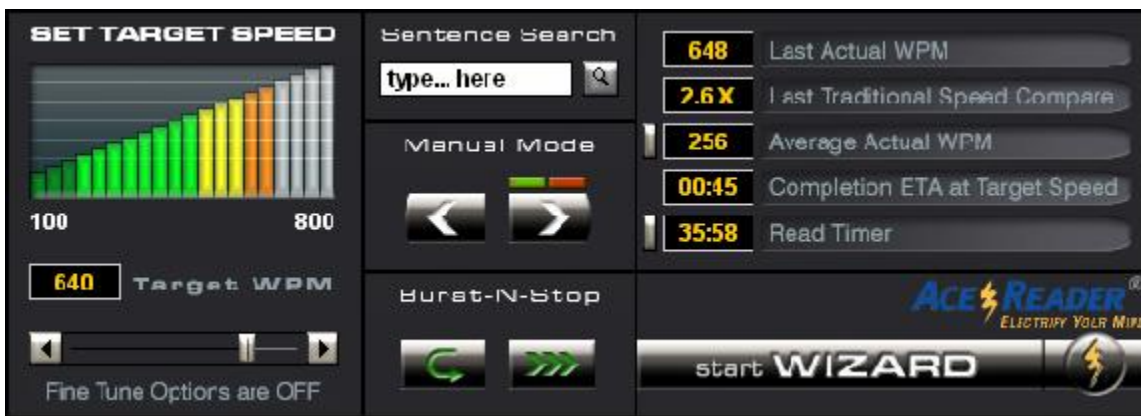 SET TARGET SPEED
100 800
640 Target WPM
Fine Tune Options are OFF
Sentence Search
type... here
Manual Mode
Burst-N-Stop
648 Last Actual WPM
2.6X Last Traditional Speed Compare
256 Average Actual WPM
00:45 Completion ETA at Target Speed
35:58 Read Timer
ACE READER®
ELECTRIFY YOUR MIND
start WIZARD